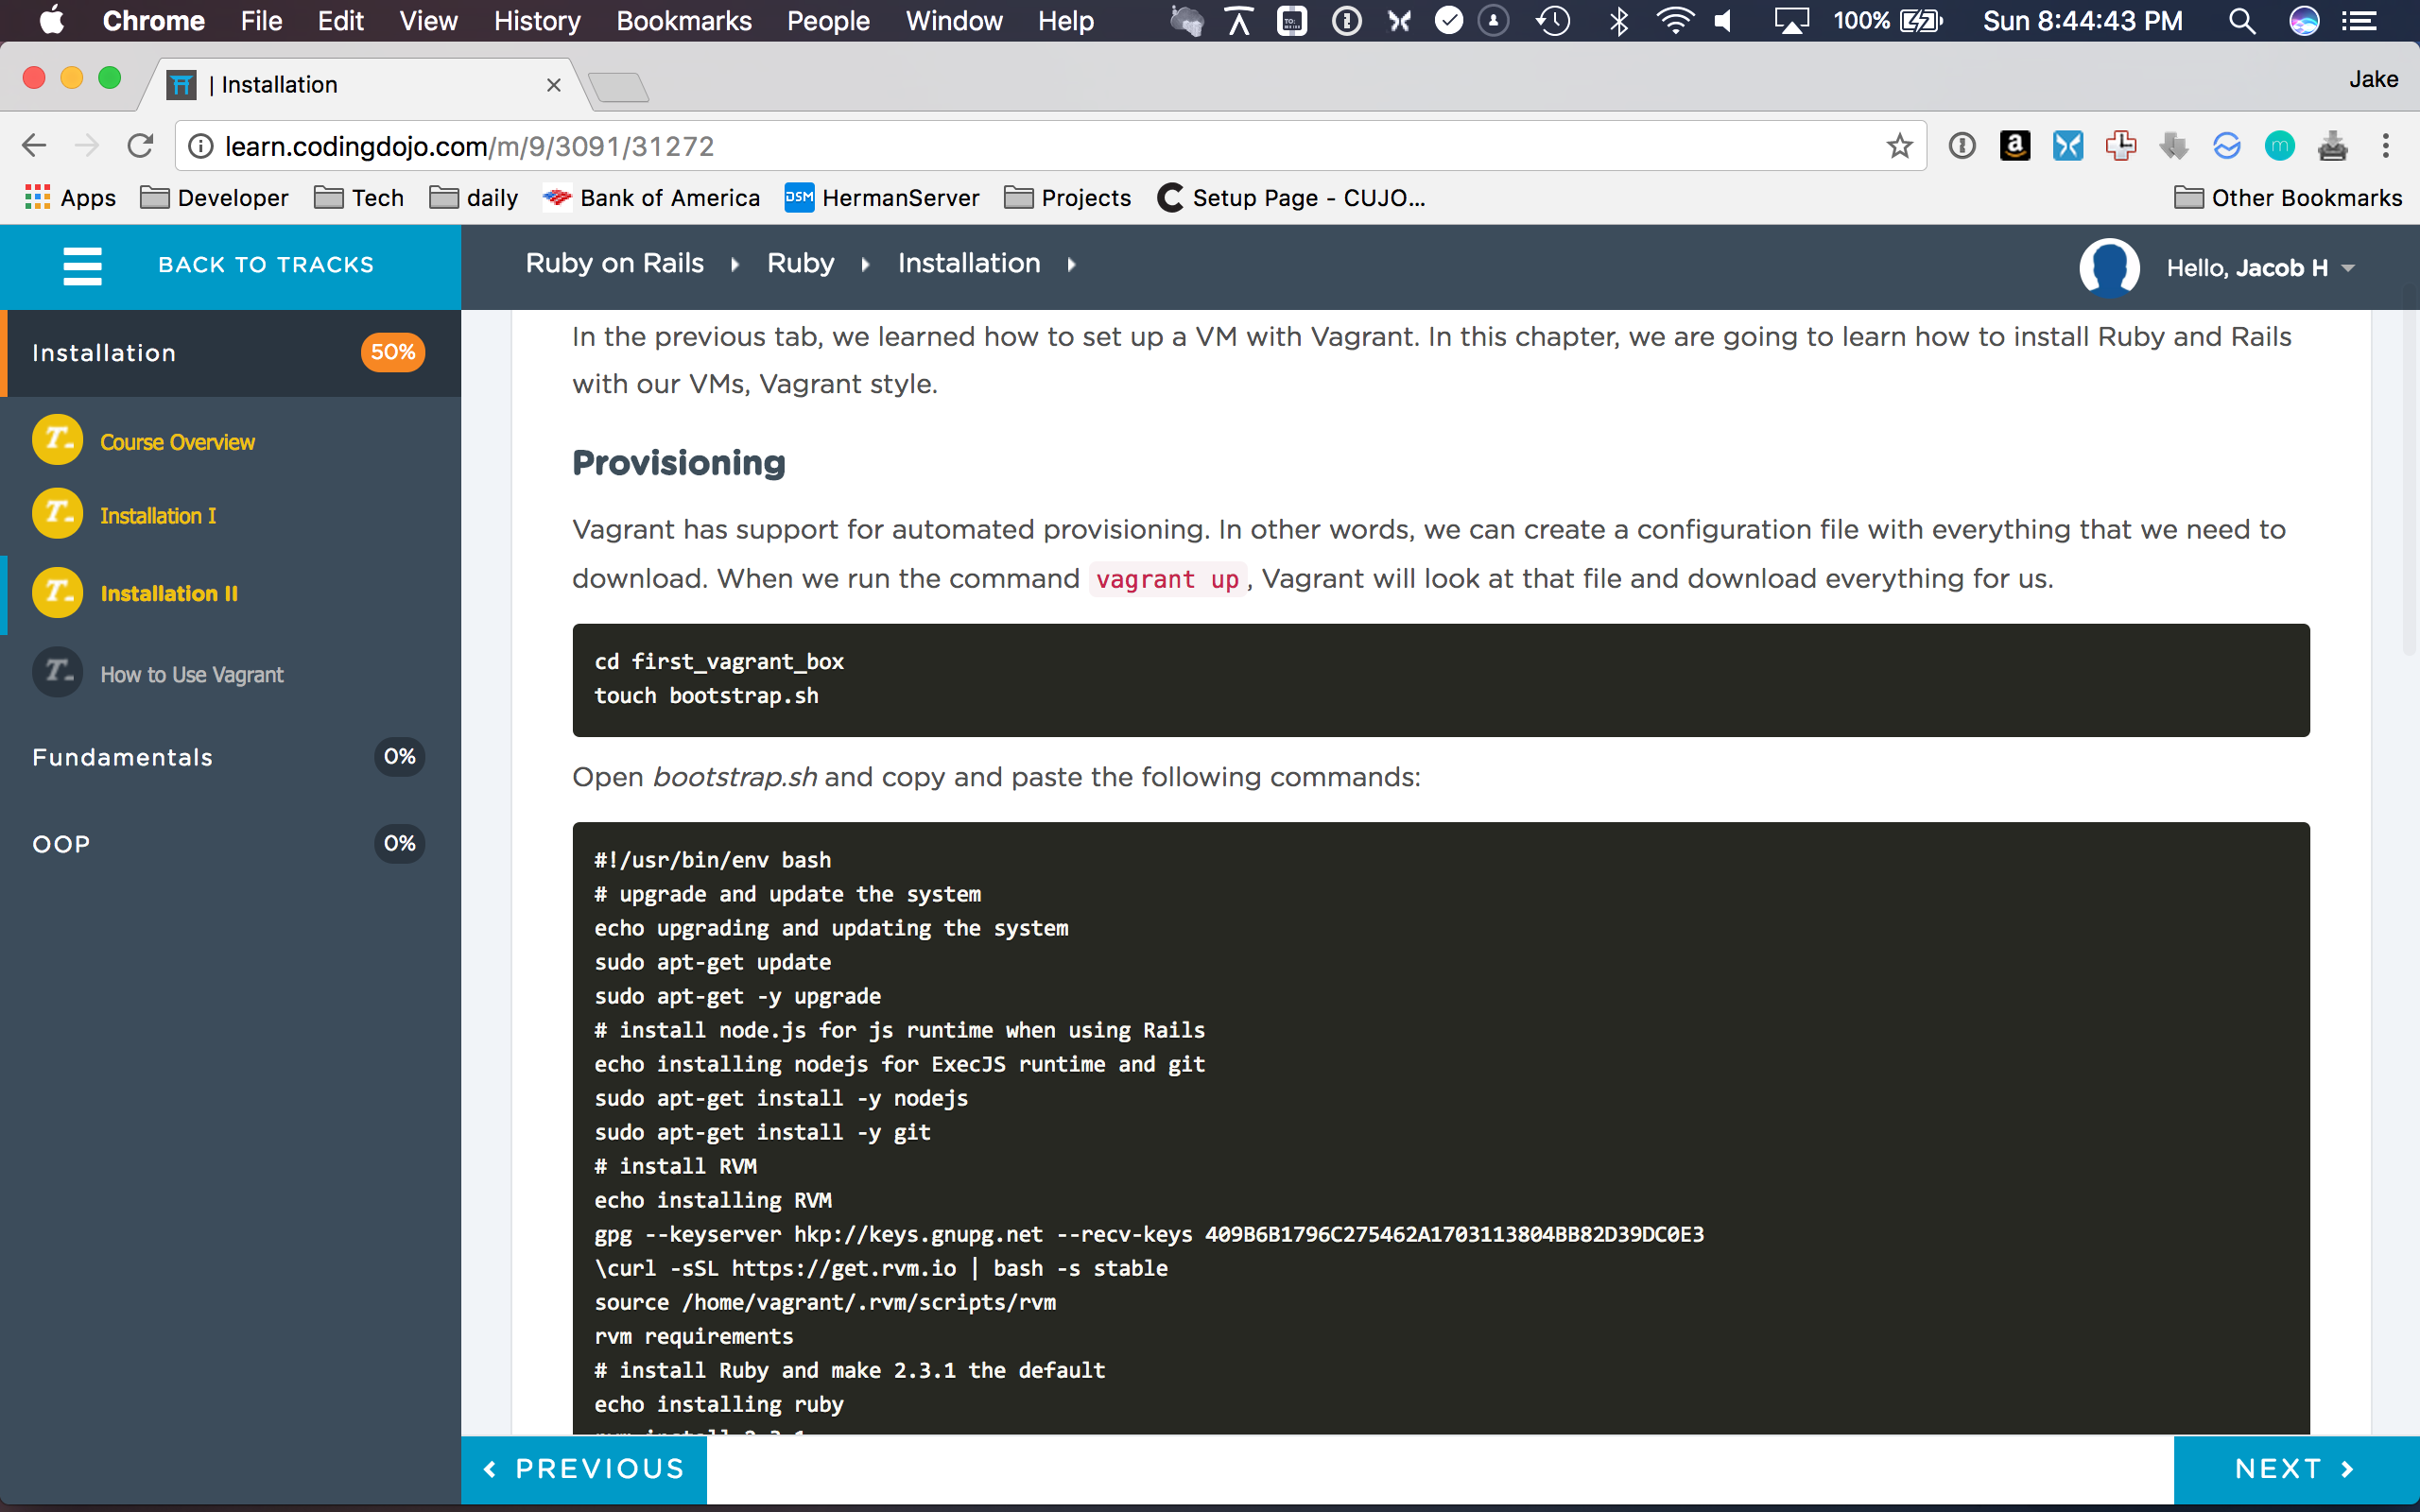 Chrome File Edit View History Bookmarks People Window Help 100% Sun 8:44:43 PM
| Installation Jake
learn.codingdojo.com/m/9/3091/31272
Apps Developer Tech daily Bank of America DSM HermanServer Projects Setup Page - CUJO... Other Bookmarks
BACK TO TRACKS Ruby on Rails Ruby Installation Hello, Jacob H
Installation 50%
Course Overview
Installation I
Installation II
How to Use Vagrant
Fundamentals 0%
OOP 0%
In the previous tab, we learned how to set up a VM with Vagrant. In this chapter, we are going to learn how to install Ruby and Rails
with our VMs, Vagrant style.
Provisioning
Vagrant has support for automated provisioning. In other words, we can create a configuration file with everything that we need to
download. When we run the command vagrant up, Vagrant will look at that file and download everything for us.
cd first_vagrant_box
touch bootstrap.sh
Open bootstrap.sh and copy and paste the following commands:
#!/usr/bin/env bash
# upgrade and update the system
echo upgrading and updating the system
sudo apt-get update
sudo apt-get -y upgrade
# install node.js for js runtime when using Rails
echo installing nodejs for ExecJS runtime and git
sudo apt-get install -y nodejs
sudo apt-get install -y git
# install RVM
echo installing RVM
gpg --keyserver hkp://keys.gnupg.net --recv-keys 409B6B1796C275462A1703113804BB82D39DC0E3
\curl -sSL https://get.rvm.io | bash -s stable
source /home/vagrant/.rvm/scripts/rvm
rvm requirements
# install Ruby and make 2.3.1 the default
echo installing ruby
PREVIOUS NEXT